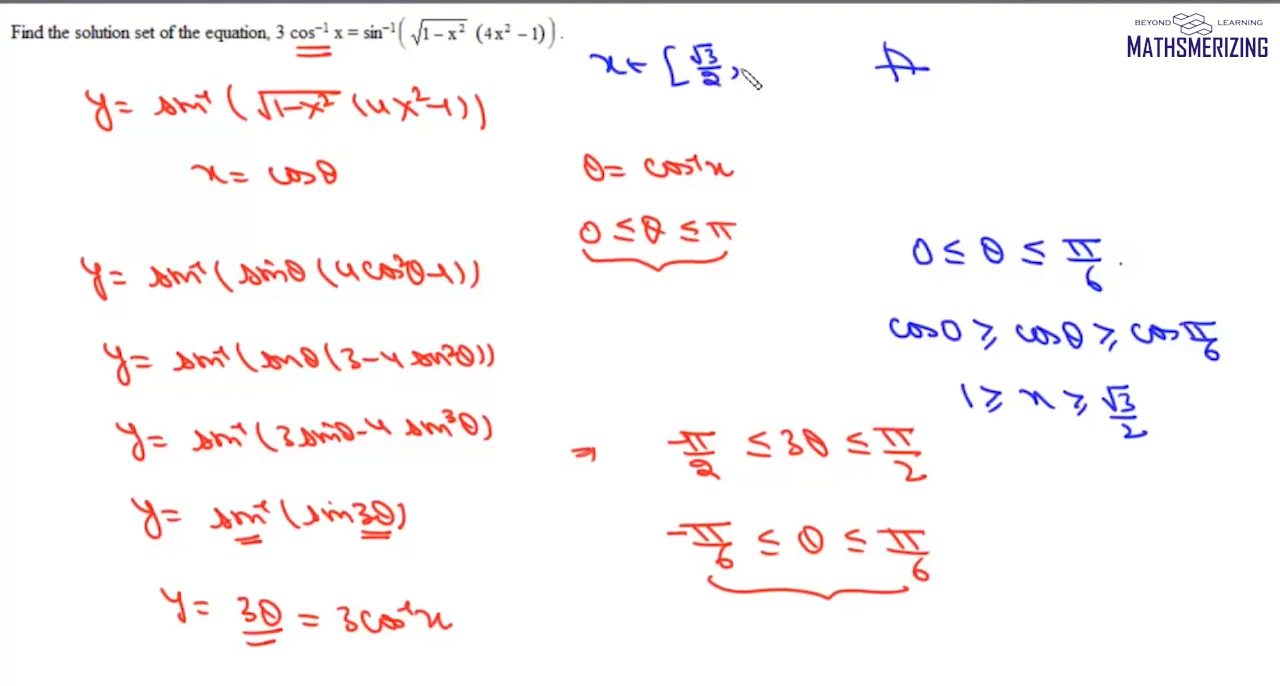 BEYOND LEARNING
MATHSMERIZING
Find the solution set of the equation, 3 cos⁻¹ x = sin⁻¹(√(1−x²) (4x² − 1)).
x ∈ [√3/2 ,
y = sin⁻¹(√(1−x²) (4x²−1))
x = cosθ
θ = cos⁻¹x
0 ≤ θ ≤ π
y = sin⁻¹(sinθ(4cos²θ−1))
y = sin⁻¹(sinθ(3−4sin²θ))
y = sin⁻¹(3sinθ−4sin³θ)
y = sin⁻¹(sin3θ)
y = 3θ = 3cos⁻¹x
⇒ −π/2 ≤ 3θ ≤ π/2
−π/6 ≤ θ ≤ π/6
0 ≤ θ ≤ π/6 .
cos0 ≥ cosθ ≥ cosπ/6
1 ≥ x ≥ √3/2